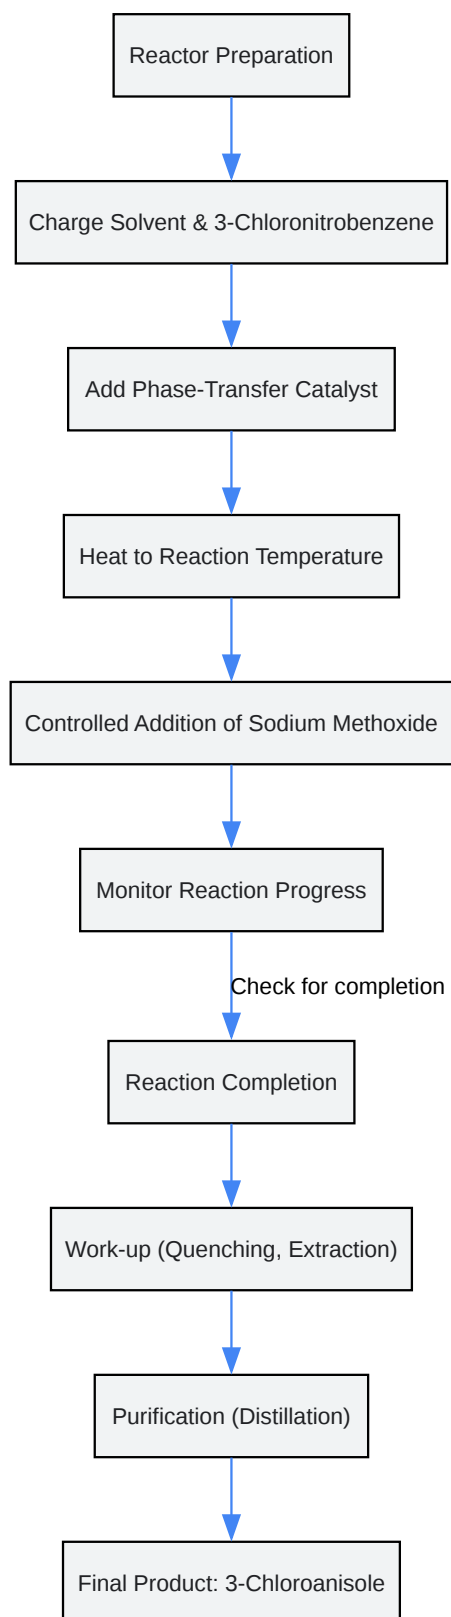 Reactor Preparation
Charge Solvent & 3-Chloronitrobenzene
Add Phase-Transfer Catalyst
Heat to Reaction Temperature
Controlled Addition of Sodium Methoxide
Monitor Reaction Progress
Check for completion
Reaction Completion
Work-up (Quenching, Extraction)
Purification (Distillation)
Final Product: 3-Chloroanisole